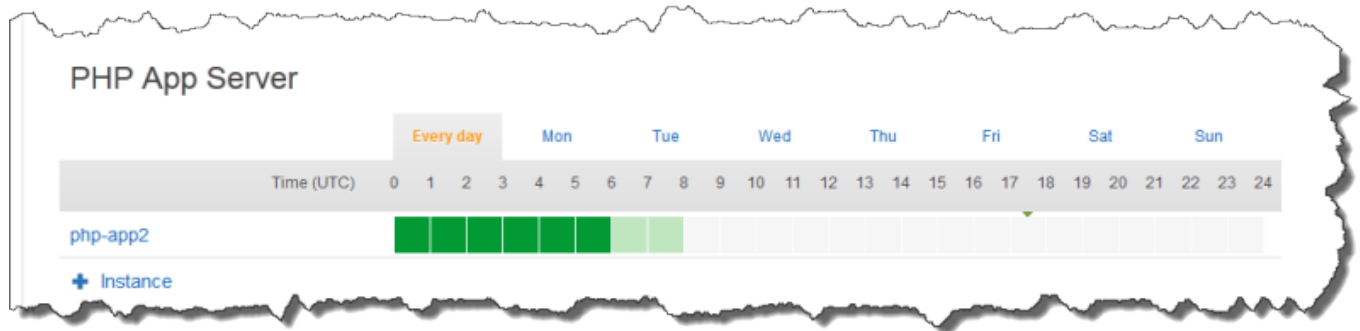 PHP App Server
Every day Mon Tue Wed Thu Fri Sat Sun
Time (UTC) 0 1 2 3 4 5 6 7 8 9 10 11 12 13 14 15 16 17 18 19 20 21 22 23 24
php-app2
Instance